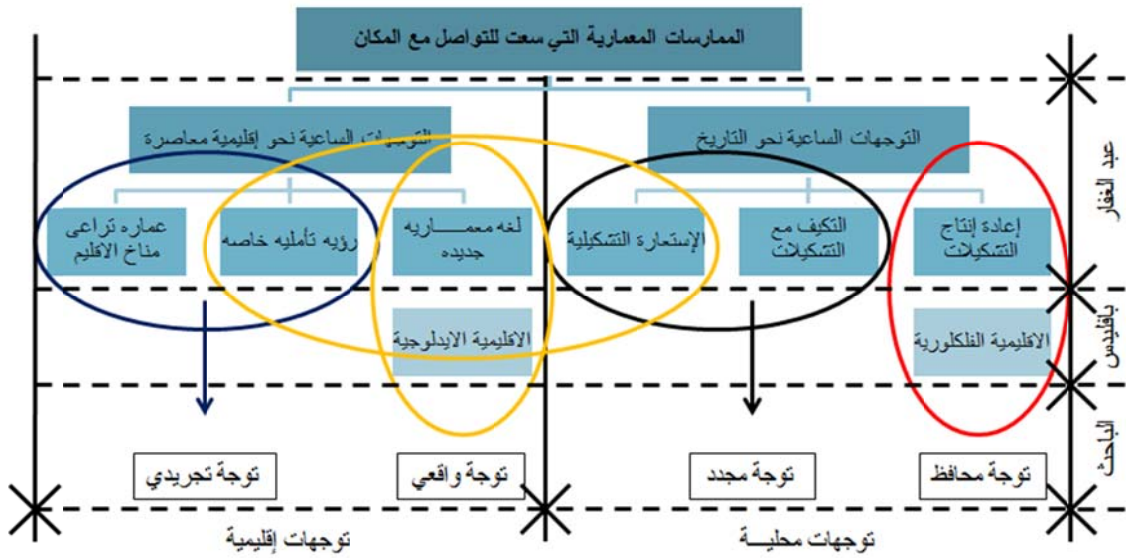 الممارسات المعمارية التي سعت للتواصل مع المكان
التوجهات الساعية نحو التاريخ
التوجهات الساعية نحو إقليمية معاصرة
عبد الغفار
إعادة إنتاج
التشكيلات
التكيف مع
التشكيلات
الإستعارة التشكيلية
لغه معمـــــاريه
جديده
رؤيه تأمليه خاصه
عماره تراعى
مناخ الاقليم
بافليدس
الاقليمية الفلكلورية
الاقليمية الايدلوجية
الباحث
توجة محافظ
توجة مجدد
توجة واقعي
توجة تجريدي
توجهات محليـــة
توجهات إقليمية